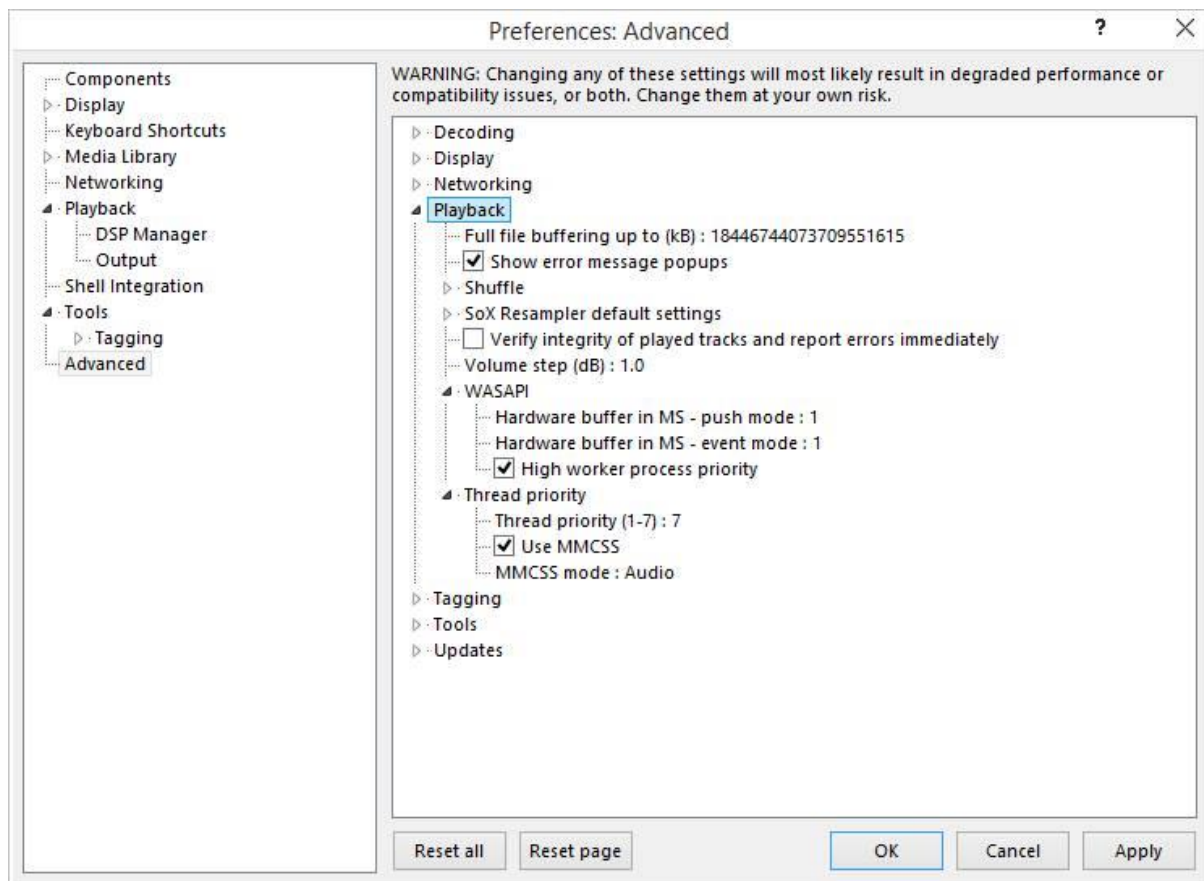 Preferences: Advanced
?
Components
Display
Keyboard Shortcuts
Media Library
Networking
Playback
DSP Manager
Output
Shell Integration
Tools
Tagging
Advanced
WARNING: Changing any of these settings will most likely result in degraded performance or
compatibility issues, or both. Change them at your own risk.
Decoding
Display
Networking
Playback
Full file buffering up to (kB) : 18446744073709551615
Show error message popups
Shuffle
SoX Resampler default settings
Verify integrity of played tracks and report errors immediately
Volume step (dB) : 1.0
WASAPI
Hardware buffer in MS - push mode : 1
Hardware buffer in MS - event mode : 1
High worker process priority
Thread priority
Thread priority (1-7) : 7
Use MMCSS
MMCSS mode : Audio
Tagging
Tools
Updates
Reset all
Reset page
OK
Cancel
Apply